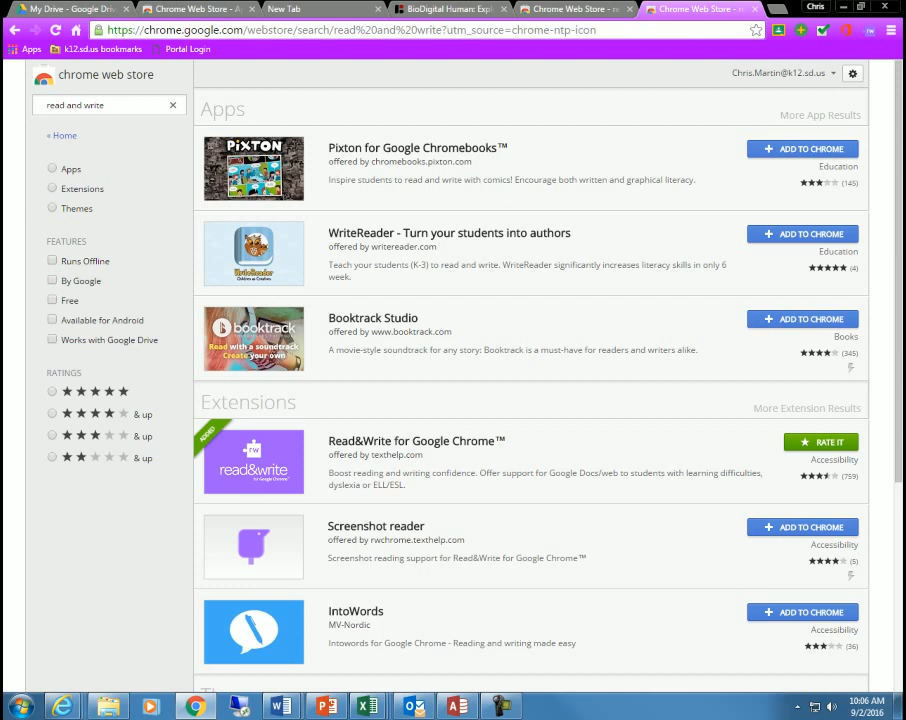 My Drive - Google Driv
Chrome Web Store - Ap
New Tab
BioDigital Human: Expl
Chrome Web Store - re
Chrome Web Store - re
Chris
https://chrome.google.com/webstore/search/read%20and%20write?utm_source=chrome-ntp-icon
Apps
k12.sd.us bookmarks
Portal Login
chrome web store
Chris.Martin@k12.sd.us
read and write
« Home
Apps
Extensions
Themes
FEATURES
Runs Offline
By Google
Free
Available for Android
Works with Google Drive
RATINGS
& up
& up
& up
Apps
More App Results
PIXTON
Pixton for Google Chromebooks™
offered by chromebooks.pixton.com
Inspire students to read and write with comics! Encourage both written and graphical literacy.
ADD TO CHROME
Education
(145)
WriteReader
WriteReader - Turn your students into authors
offered by writereader.com
Teach your students (K-3) to read and write. WriteReader significantly increases literacy skills in only 6
week.
ADD TO CHROME
Education
(4)
booktrack
Read with a soundtrack
Create your own
Booktrack Studio
offered by www.booktrack.com
A movie-style soundtrack for any story: Booktrack is a must-have for readers and writers alike.
ADD TO CHROME
Books
(345)
Extensions
More Extension Results
ADDED
rw
read&write
for Google Chrome™
Read&Write for Google Chrome™
offered by texthelp.com
Boost reading and writing confidence. Offer support for Google Docs/web to students with learning difficulties,
dyslexia or ELL/ESL.
RATE IT
Accessibility
(759)
Screenshot reader
offered by rwchrome.texthelp.com
Screenshot reading support for Read&Write for Google Chrome™
ADD TO CHROME
Accessibility
(5)
IntoWords
MV-Nordic
Intowords for Google Chrome - Reading and writing made easy
ADD TO CHROME
Accessibility
(36)
10:06 AM
9/2/2016